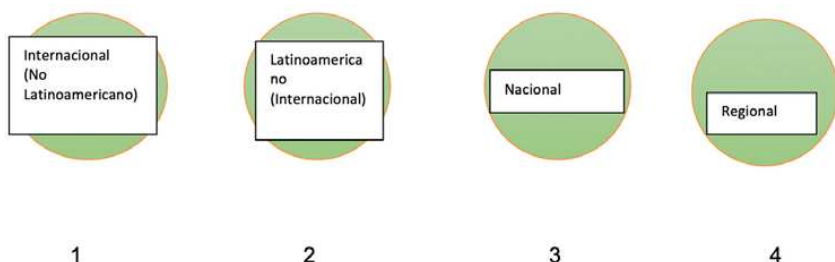 Internacional
(No
Latinoamericano)
Latinoamerica
no
(Internacional)
Nacional
Regional
1
2
3
4